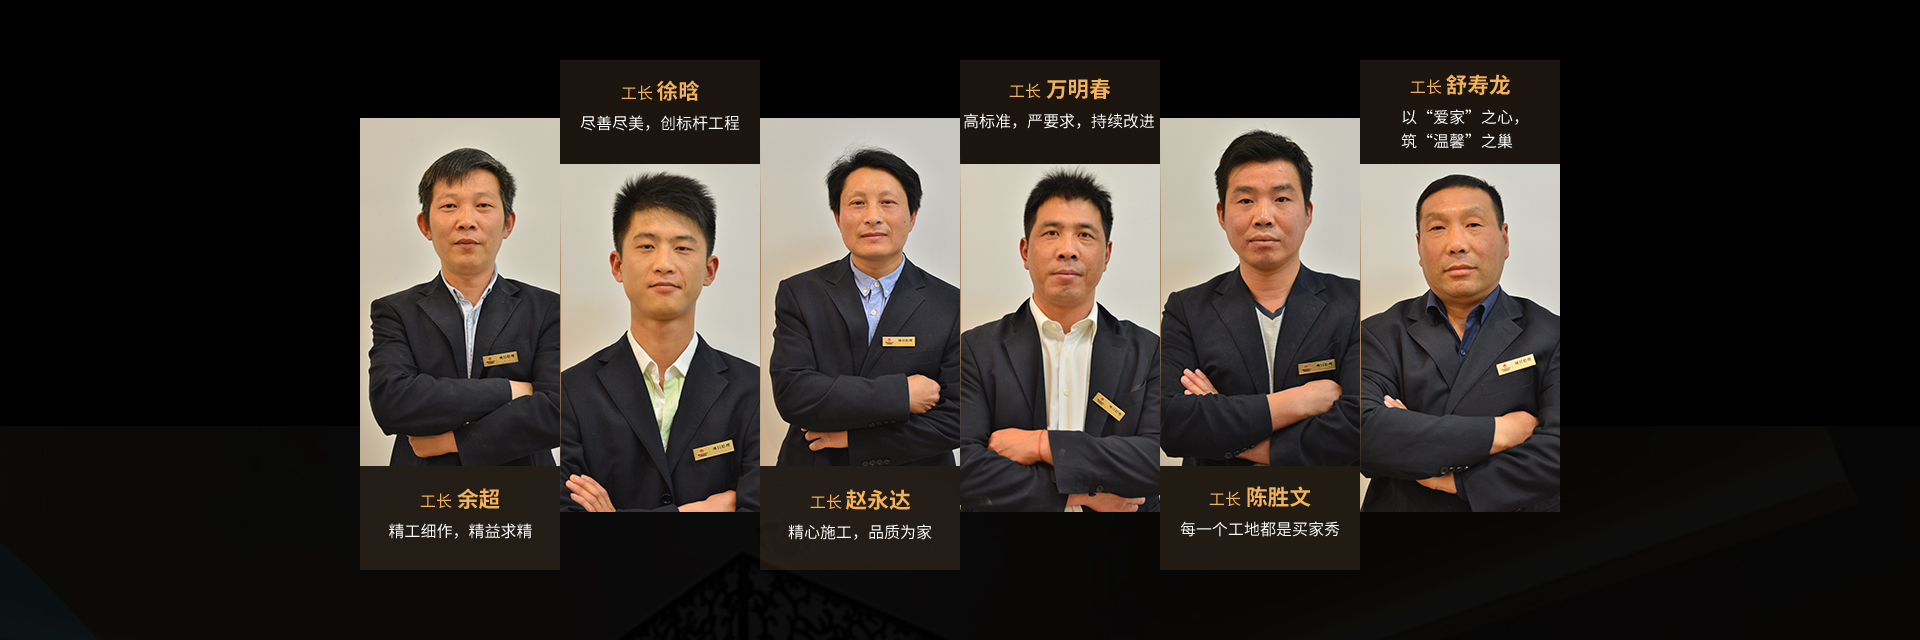 工长 余超
精工细作，精益求精
工长 徐晗
尽善尽美，创标杆工程
工长 赵永达
精心施工，品质为家
工长 万明春
高标准，严要求，持续改进
工长 陈胜文
每一个工地都是买家秀
工长 舒寿龙
以“爱家”之心，
筑“温馨”之巢